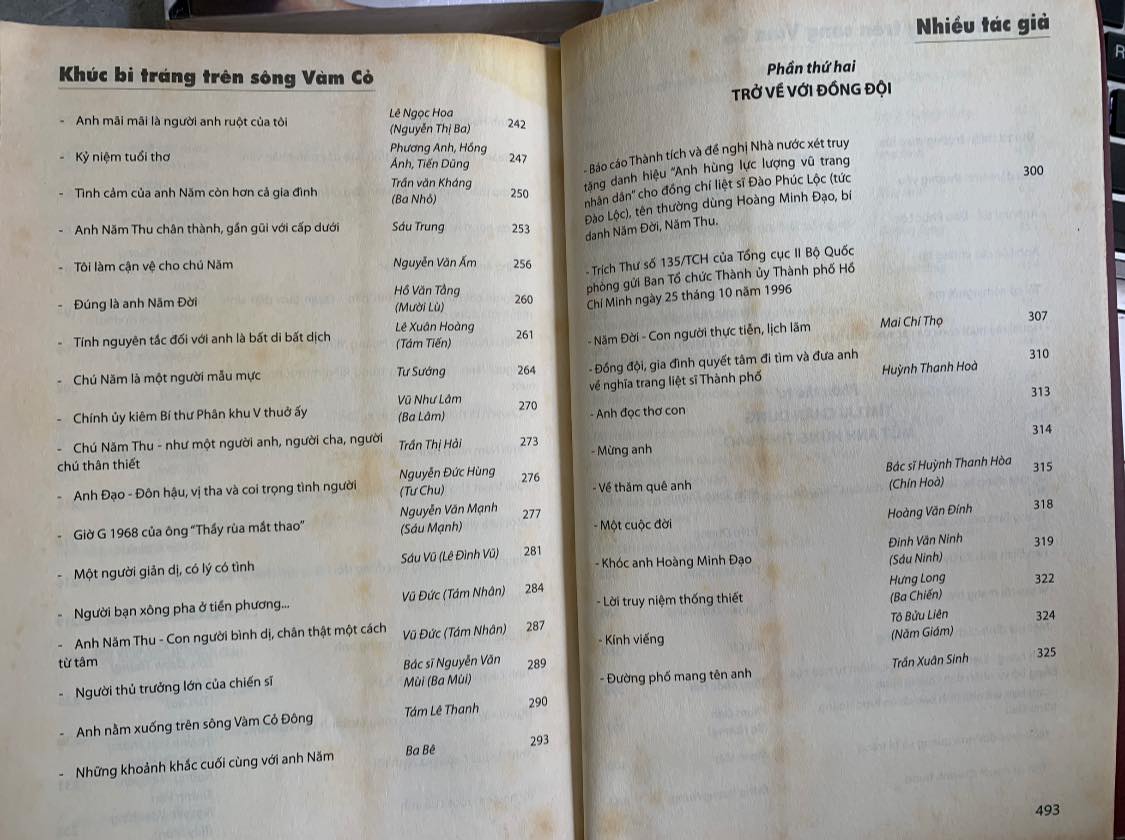 Khúc bi tráng trên sông Vàm Cỏ
- Anh mãi mãi là người anh ruột của tôi Lê Ngọc Hoa 242
(Nguyễn Thị Ba)
- Kỷ niệm tuổi thơ Phương Anh, Hồng 247
Ánh, Tiến Dũng
- Tình cảm của anh Năm còn hơn cả gia đình Trần văn Kháng 250
(Ba Nhỏ)
- Anh Năm Thu chân thành, gần gũi với cấp dưới Sáu Trung 253
- Tôi làm cận vệ cho chú Năm Nguyễn Văn Ẩm 256
- Đúng là anh Năm Đời Hồ Văn Tằng 260
(Mười Lù)
- Tính nguyên tắc đối với anh là bất di bất dịch Lê Xuân Hoàng 261
(Tám Tiến)
- Chú Năm là một người mẫu mực Tư Sướng 264
- Chính ủy kiêm Bí thư Phân khu V thuở ấy Vũ Như Lâm 270
(Ba Lâm)
- Chú Năm Thu - như một người anh, người cha, người Trần Thị Hải 273
chú thân thiết
- Anh Đạo - Đôn hậu, vị tha và coi trọng tình người Nguyễn Đức Hùng 276
(Tư Chu)
- Giờ G 1968 của ông “Thầy rùa mắt thao” Nguyễn Văn Mạnh 277
(Sáu Mạnh)
- Một người giản dị, có lý có tình Sáu Vũ (Lê Đình Vũ) 281
- Người bạn xông pha ở tiền phương... Vũ Đức (Tám Nhân) 284
- Anh Năm Thu - Con người bình dị, chân thật một cách Vũ Đức (Tám Nhân) 287
từ tâm
- Người thủ trưởng lớn của chiến sĩ Bác sĩ Nguyễn Văn 289
Mùi (Ba Mùi)
- Anh nằm xuống trên sông Vàm Cỏ Đông Tám Lê Thanh 290
- Những khoảnh khắc cuối cùng với anh Năm Ba Bê 293
Nhiều tác giả
Phần thứ hai
TRỞ VỀ VỚI ĐỒNG ĐỘI
- Báo cáo Thành tích và đề nghị Nhà nước xét truy 300
tặng danh hiệu “Anh hùng lực lượng vũ trang
nhân dân” cho đồng chí liệt sĩ Đào Phúc Lộc (tức
Đào Lộc), tên thường dùng Hoàng Minh Đạo, bí
danh Năm Đời, Năm Thu.
- Trích Thư số 135/TCH của Tổng cục II Bộ Quốc
phòng gửi Ban Tổ chức Thành ủy Thành phố Hồ
Chí Minh ngày 25 tháng 10 năm 1996
- Năm Đời - Con người thực tiễn, lịch lãm Mai Chí Thọ 307
- Đồng đội, gia đình quyết tâm đi tìm và đưa anh Huỳnh Thanh Hoà 310
về nghĩa trang liệt sĩ Thành phố
- Anh đọc thơ con 313
- Mừng anh 314
- Về thăm quê anh Bác sĩ Huỳnh Thanh Hòa 315
(Chín Hoà)
- Một cuộc đời Hoàng Văn Đính 318
- Khóc anh Hoàng Minh Đạo Đinh Văn Ninh 319
(Sáu Ninh)
- Lời truy niệm thống thiết Hưng Long 322
(Ba Chiến)
- Kính viếng Tô Bửu Liên 324
(Năm Giám)
- Đường phố mang tên anh Trần Xuân Sinh 325
493